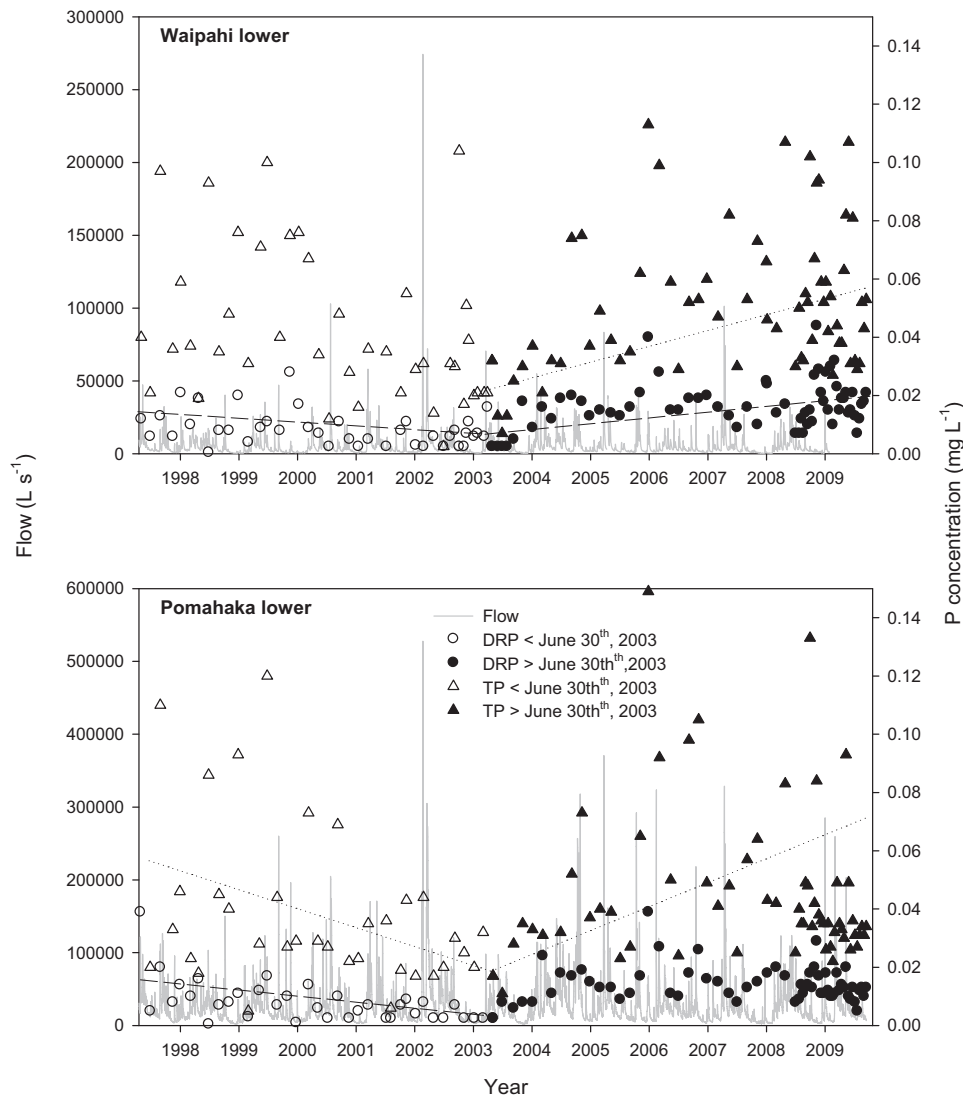 Waipahi lower
300000
250000
200000
150000
100000
50000
0
0.14
0.12
0.10
0.08
0.06
0.04
0.02
0.00
1998 1999 2000 2001 2002 2003 2004 2005 2006 2007 2008 2009
Flow (L s-1)
P concentration (mg L-1)
Pomahaka lower
600000
500000
400000
300000
200000
100000
0
Flow
DRP < June 30th, 2003
DRP > June 30thth,2003
TP < June 30thth, 2003
TP > June 30thth, 2003
0.14
0.12
0.10
0.08
0.06
0.04
0.02
0.00
1998 1999 2000 2001 2002 2003 2004 2005 2006 2007 2008 2009
Year